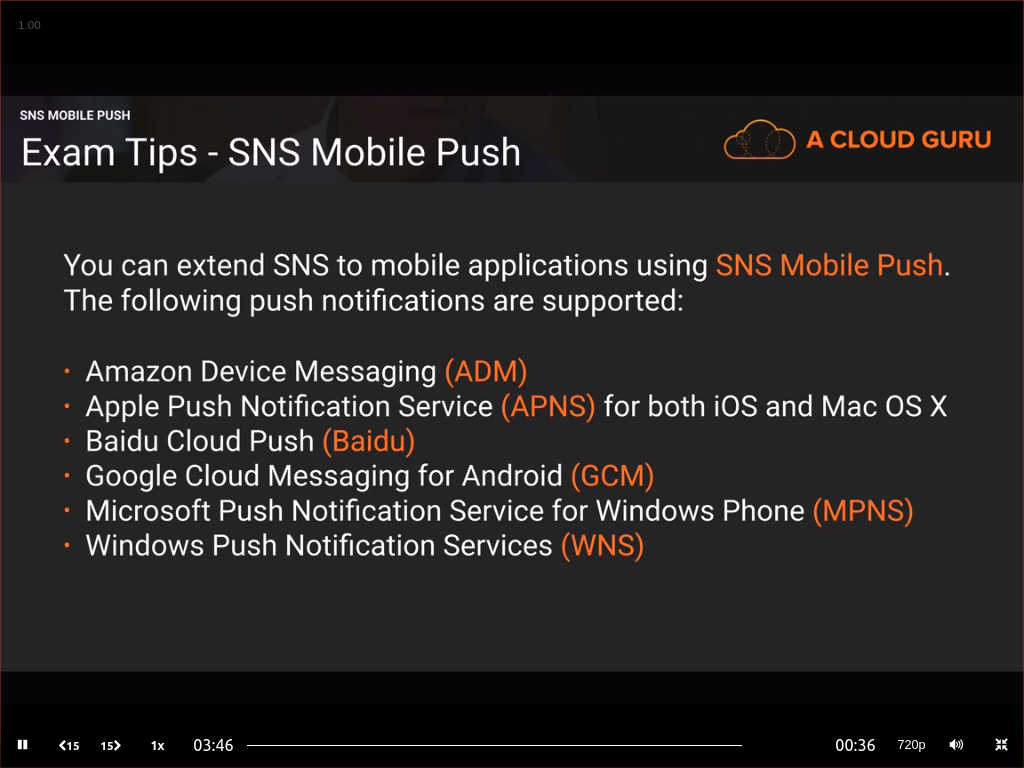 1.00
SNS MOBILE PUSH
Exam Tips - SNS Mobile Push
A CLOUD GURU
You can extend SNS to mobile applications using SNS Mobile Push.
The following push notifications are supported:
• Amazon Device Messaging (ADM)
• Apple Push Notification Service (APNS) for both iOS and Mac OS X
• Baidu Cloud Push (Baidu)
• Google Cloud Messaging for Android (GCM)
• Microsoft Push Notification Service for Windows Phone (MPNS)
• Windows Push Notification Services (WNS)
15 15 1x 03:46 00:36 720p